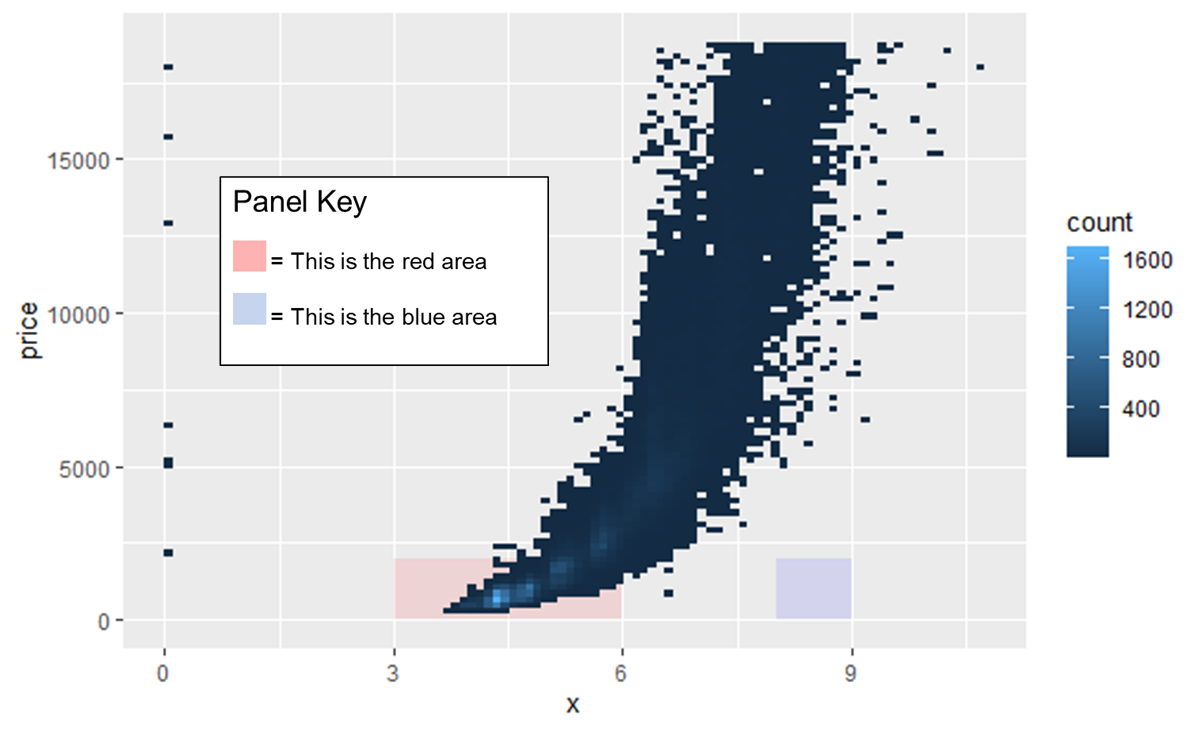 Panel Key
= This is the red area
= This is the blue area
price
15000
10000
5000
0
0 3 6 9
x
count
1600
1200
800
400